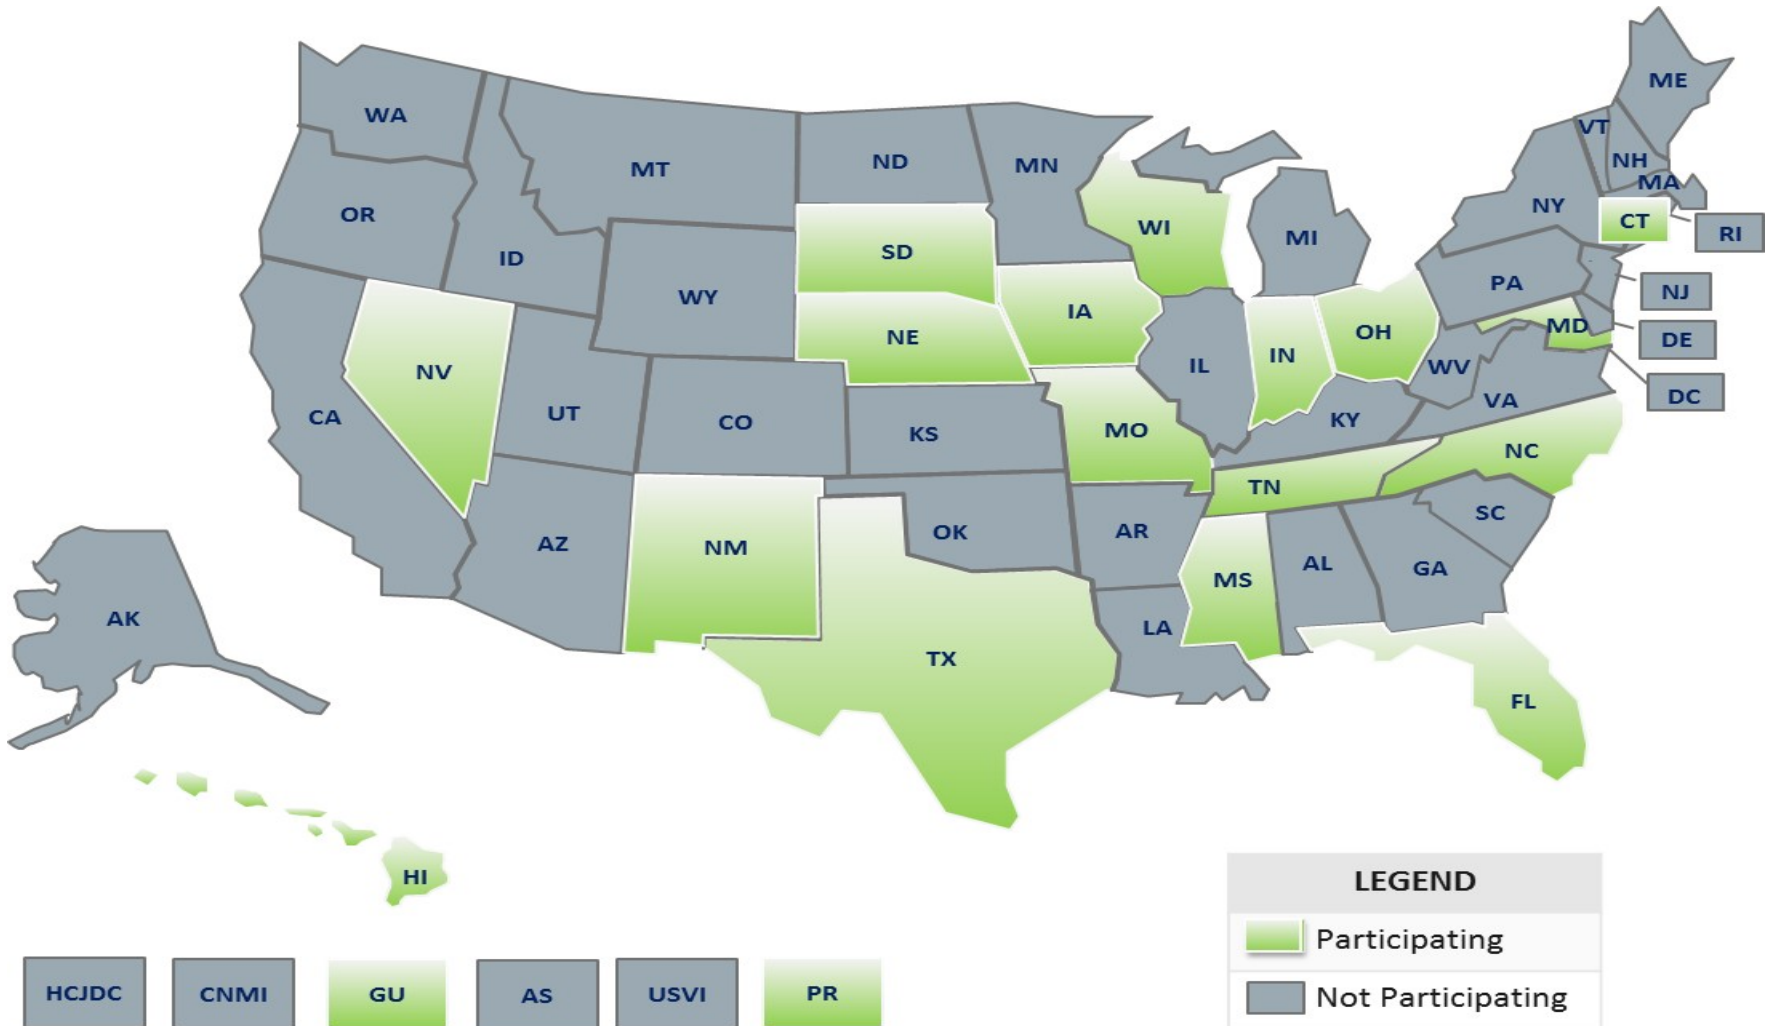 ME
WA
VT
ND
MT
MN
NH
MA
NY
OR
WI
CT
RI
MI
SD
ID
PA
NJ
WY
IA
MD
NE
OH
DE
IN
IL
WV
NV
DC
VA
UT
CO
CA
KY
KS
MO
NC
TN
SC
OK
AR
AZ
NM
AL
GA
MS
AK
LA
TX
FL
HI
LEGEND
Participating
HCJDC
CNMI
GU
AS
USVI
PR
Not Participating